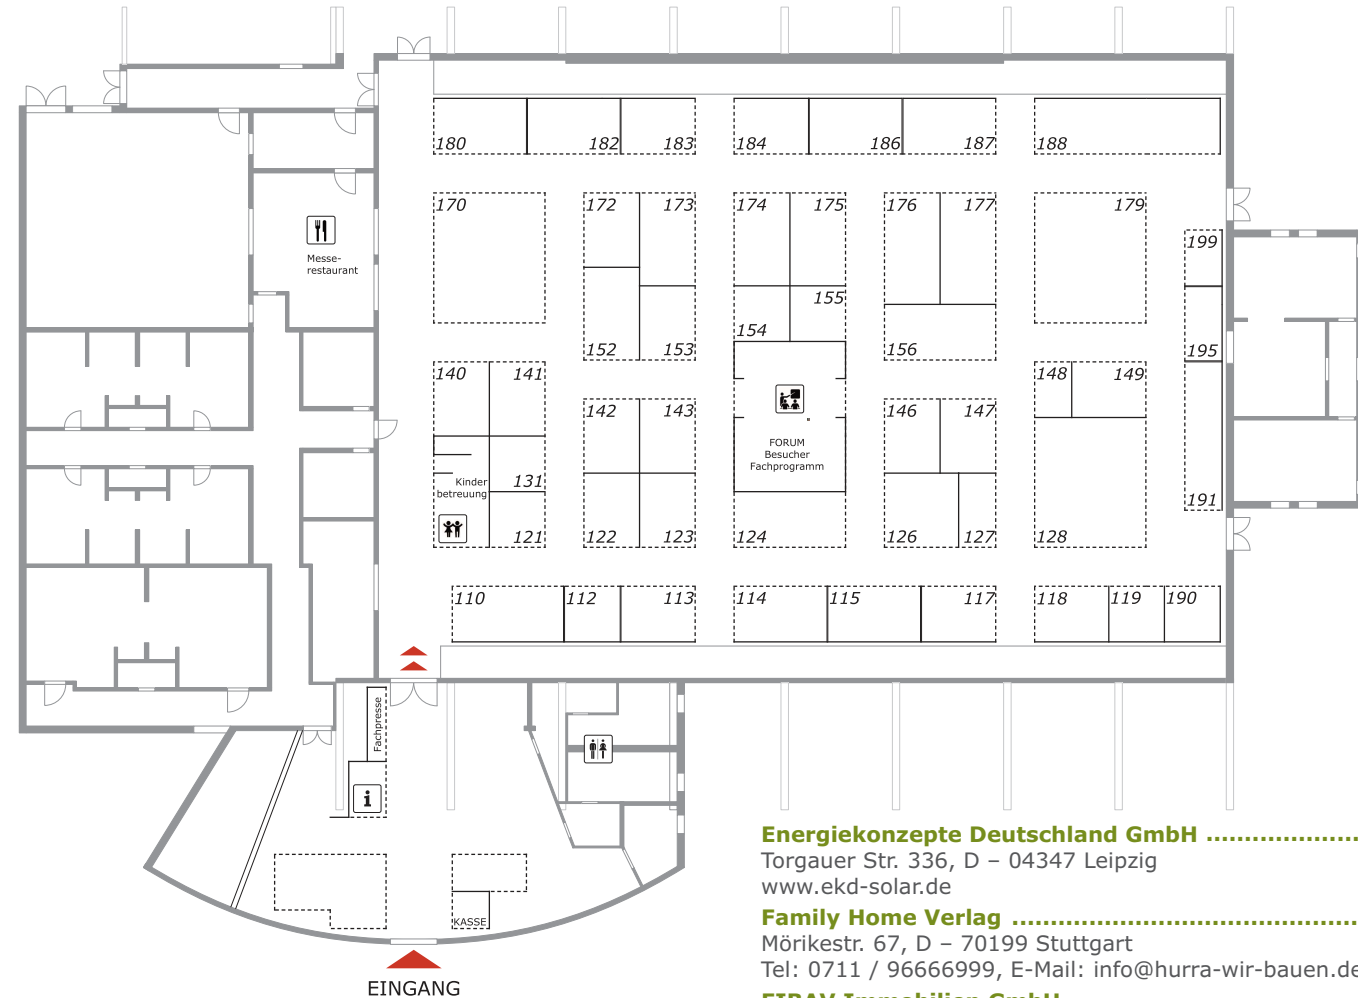 180 182 183 184 186 187 188
170 172 173 174 175 176 177 179
199
Messe-
restaurant
155
154
152 153 156 195
140 141 148 149
142 143 146 147
FORUM
Besucher
Fachprogramm
Kinder
betreuung
131
191
121 122 123 124 126 127 128
110 112 113 114 115 117 118 119 190
Fachpresse
i
KASSE
EINGANG
Energiekonzepte Deutschland GmbH ....................
Torgauer Str. 336, D – 04347 Leipzig
www.ekd-solar.de
Family Home Verlag ..............................................
Mörikestr. 67, D – 70199 Stuttgart
Tel: 0711 / 96666999, E-Mail: info@hurra-wir-bauen.de